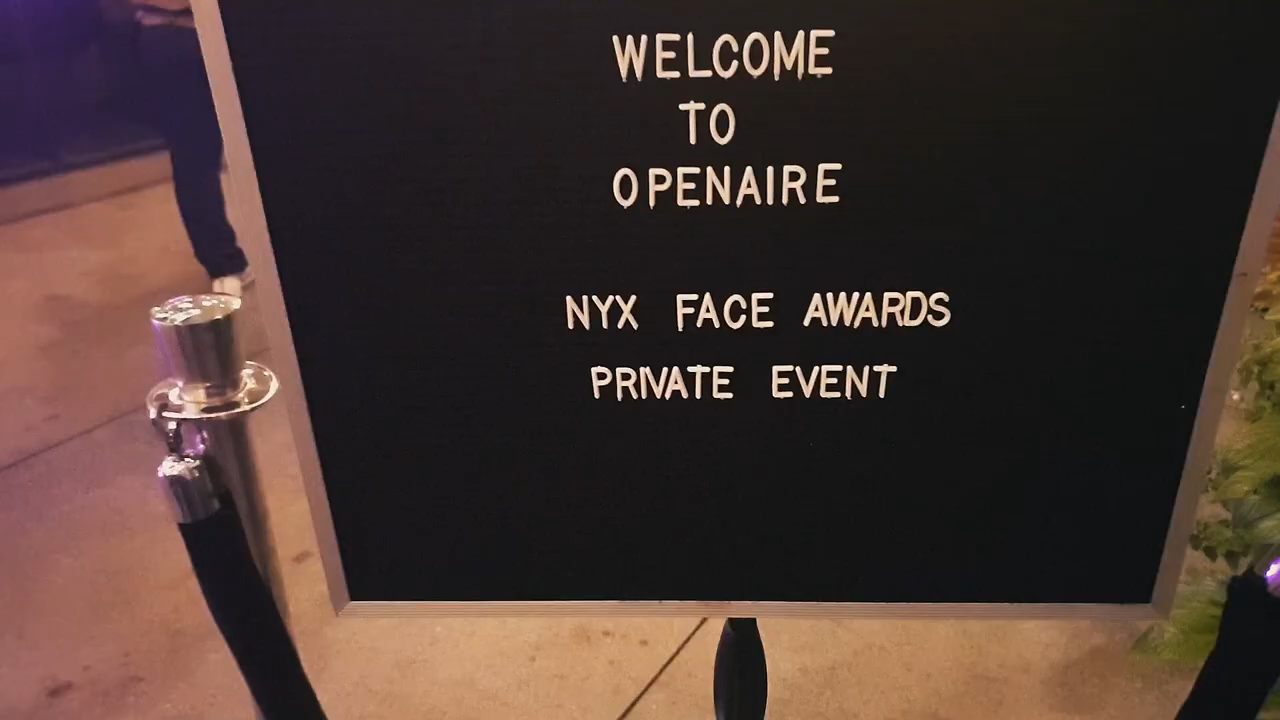 WELCOME
TO
OPENAIRE
NYX FACE AWARDS
PRIVATE EVENT